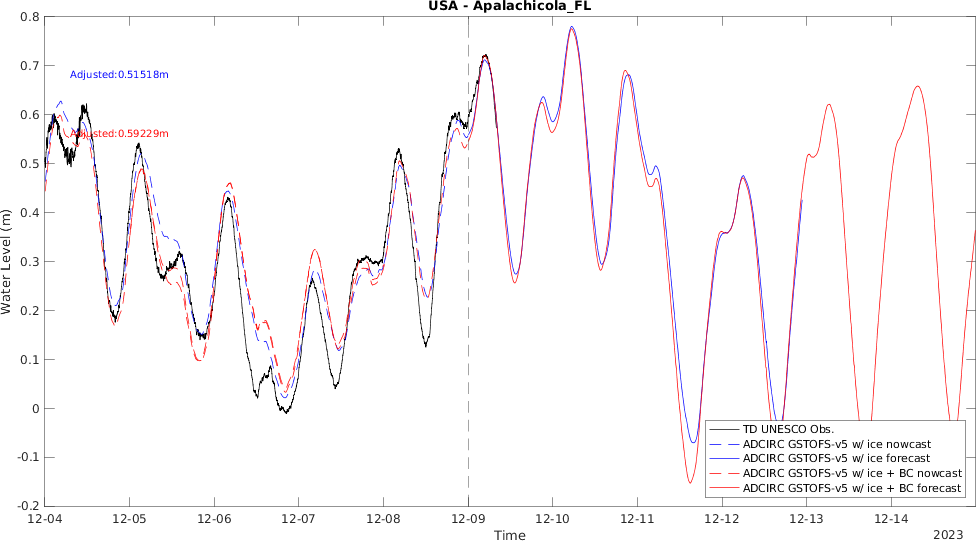 USA - Apalachicola_FL
0.8
0.7
0.6
0.5
0.4
0.3
0.2
0.1
0
-0.1
-0.2
Water Level (m)
Adjusted:0.51518m
Adjusted:0.59229m
TD UNESCO Obs.
ADCIRC GSTOFS-v5 w/ ice nowcast
ADCIRC GSTOFS-v5 w/ ice forecast
ADCIRC GSTOFS-v5 w/ ice + BC nowcast
ADCIRC GSTOFS-v5 w/ ice + BC forecast
12-04 12-05 12-06 12-07 12-08 12-09 12-10 12-11 12-12 12-13 12-14
Time
2023